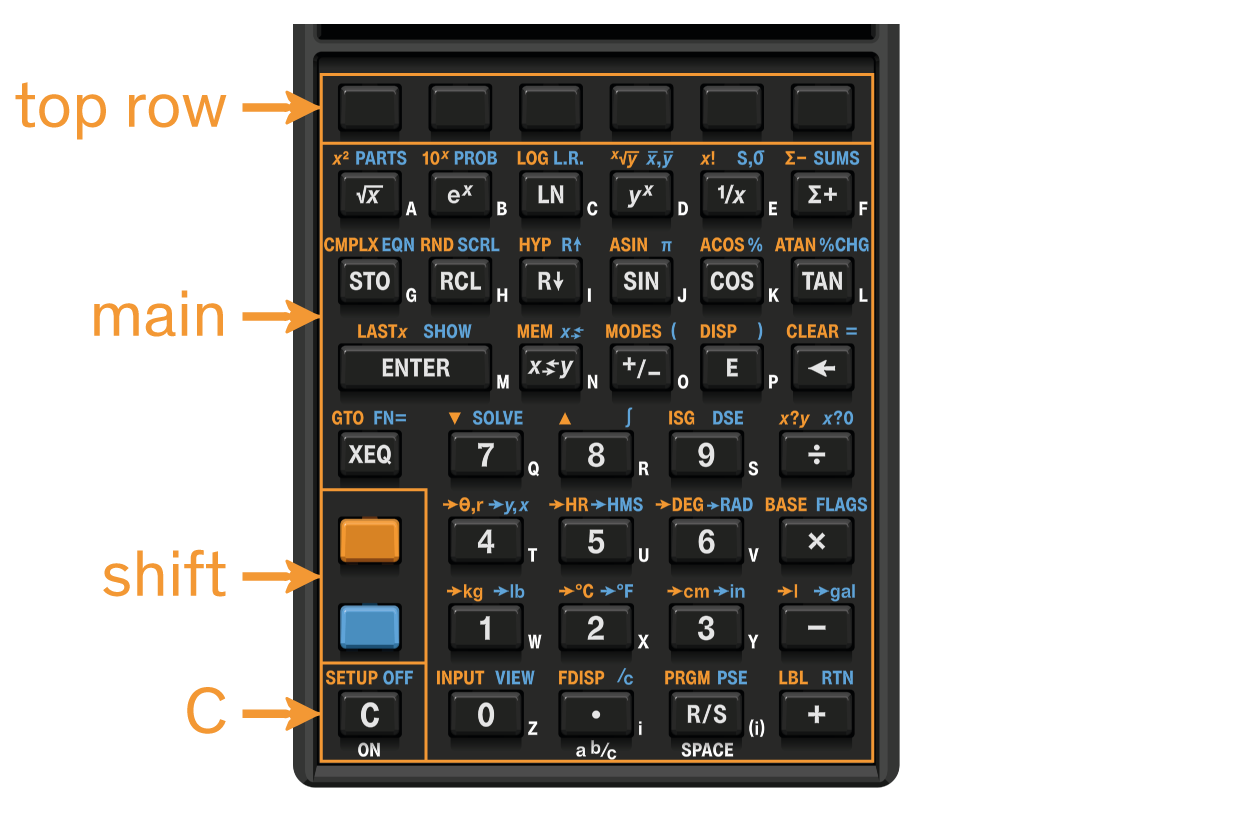 top row
x² PARTS 10ˣ PROB LOG L.R. ˣ√y x̅,y̅ x! S,σ Σ− SUMS
√x A eˣ B LN C yˣ D 1/x E Σ+ F
CMPLX EQN RND SCRL HYP R↑ ASIN π ACOS % ATAN %CHG
STO G RCL H R↓ I SIN J COS K TAN L
main
LASTx SHOW MEM x⇄ MODES ( DISP ) CLEAR =
ENTER M x⇄y N +/− O E P ←
GTO FN= ▼ SOLVE ▲ ∫ ISG DSE x?y x?0
XEQ 7 Q 8 R 9 S ÷
→θ,r →y,x →HR →HMS →DEG →RAD BASE FLAGS
4 T 5 U 6 V ×
shift
→kg →lb →°C →°F →cm →in →l →gal
1 W 2 X 3 Y −
SETUP OFF INPUT VIEW FDISP /c PRGM PSE LBL RTN
C
C 0 Z • i R/S (i) +
ON a b/c SPACE